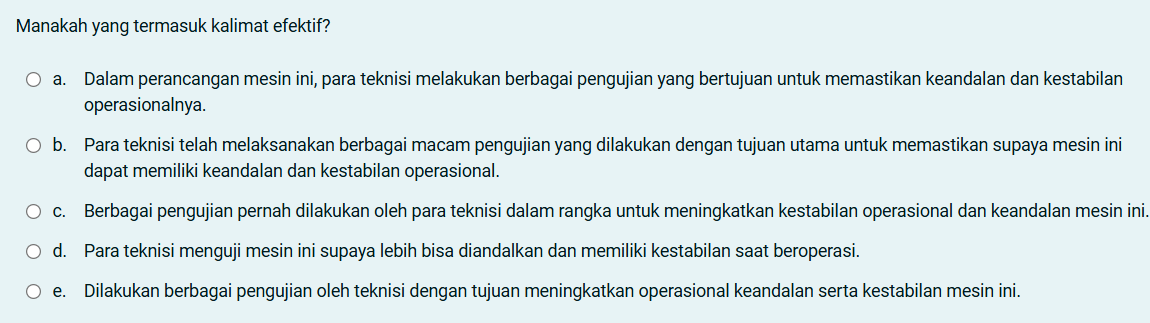 Manakah yang termasuk kalimat efektif?
a. Dalam perancangan mesin ini, para teknisi melakukan berbagai pengujian yang bertujuan untuk memastikan keandalan dan kestabilan
operasionalnya.
b. Para teknisi telah melaksanakan berbagai macam pengujian yang dilakukan dengan tujuan utama untuk memastikan supaya mesin ini
dapat memiliki keandalan dan kestabilan operasional.
c. Berbagai pengujian pernah dilakukan oleh para teknisi dalam rangka untuk meningkatkan kestabilan operasional dan keandalan mesin ini.
d. Para teknisi menguji mesin ini supaya lebih bisa diandalkan dan memiliki kestabilan saat beroperasi.
e. Dilakukan berbagai pengujian oleh teknisi dengan tujuan meningkatkan operasional keandalan serta kestabilan mesin ini.